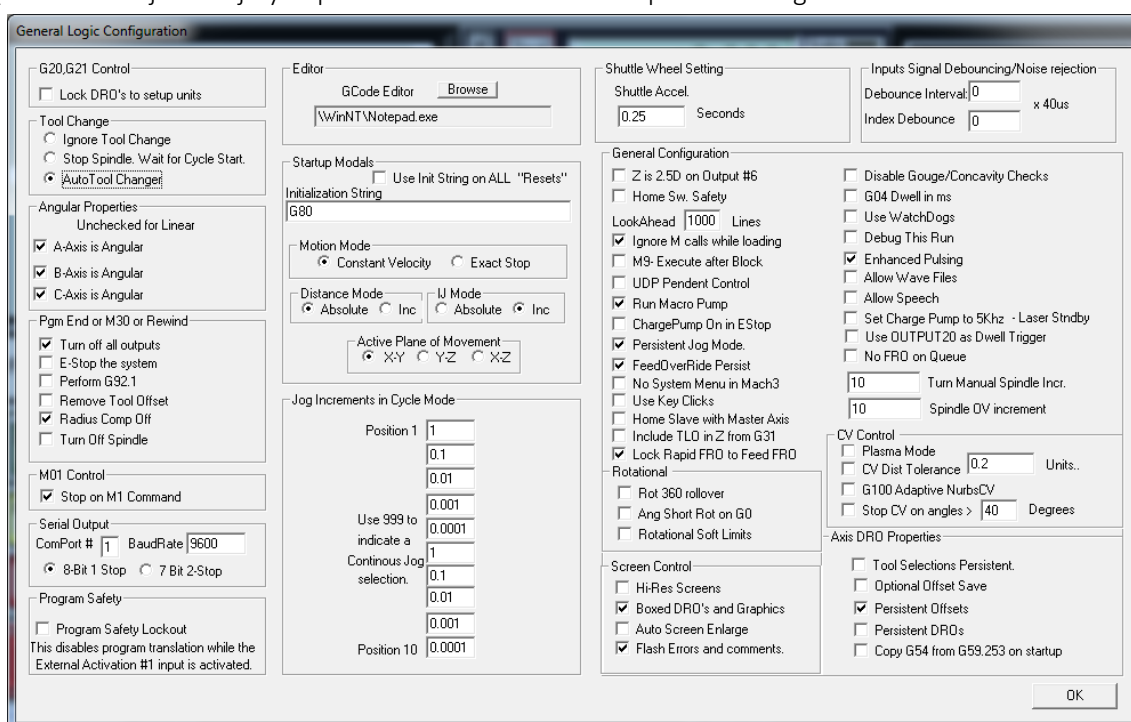 General Logic Configuration
G20,G21 Control
Lock DRO's to setup units
Tool Change
Ignore Tool Change
Stop Spindle. Wait for Cycle Start.
AutoTool Changer
Angular Properties
Unchecked for Linear
A-Axis is Angular
B-Axis is Angular
C-Axis is Angular
Pgm End or M30 or Rewind
Turn off all outputs
E-Stop the system
Perform G92.1
Remove Tool Offset
Radius Comp Off
Turn Off Spindle
M01 Control
Stop on M1 Command
Serial Output
ComPort # 1 BaudRate 9600
8-Bit 1 Stop 7 Bit 2-Stop
Program Safety
Program Safety Lockout
This disables program translation while the
External Activation #1 input is activated.
Editor
GCode Editor Browse
\WinNT\Notepad.exe
Startup Modals
Use Init String on ALL "Resets"
Initialization String
G80
Motion Mode
Constant Velocity Exact Stop
Distance Mode
Absolute Inc
IJ Mode
Absolute Inc
Active Plane of Movement
X-Y Y-Z X-Z
Jog Increments in Cycle Mode
Position 1 1
0.1
0.01
0.001
Use 999 to 0.0001
indicate a
Continous Jog 1
selection. 0.1
0.01
0.001
Position 10 0.0001
Shuttle Wheel Setting
Shuttle Accel.
0.25 Seconds
Inputs Signal Debouncing/Noise rejection
Debounce Interval: 0 x 40us
Index Debounce 0
General Configuration
Z is 2.5D on Output #6
Home Sw. Safety
LookAhead 1000 Lines
Ignore M calls while loading
M9- Execute after Block
UDP Pendent Control
Run Macro Pump
ChargePump On in EStop
Persistent Jog Mode.
FeedOverRide Persist
No System Menu in Mach3
Use Key Clicks
Home Slave with Master Axis
Include TLO in Z from G31
Lock Rapid FRO to Feed FRO
Disable Gouge/Concavity Checks
G04 Dwell in ms
Use WatchDogs
Debug This Run
Enhanced Pulsing
Allow Wave Files
Allow Speech
Set Charge Pump to 5Khz - Laser Stndby
Use OUTPUT20 as Dwell Trigger
No FRO on Queue
10 Turn Manual Spindle Incr.
10 Spindle OV increment
Rotational
Rot 360 rollover
Ang Short Rot on G0
Rotational Soft Limits
Screen Control
Hi-Res Screens
Boxed DRO's and Graphics
Auto Screen Enlarge
Flash Errors and comments.
CV Control
Plasma Mode
CV Dist Tolerance 0.2 Units..
G100 Adaptive NurbsCV
Stop CV on angles > 40 Degrees
Axis DRO Properties
Tool Selections Persistent.
Optional Offset Save
Persistent Offsets
Persistent DROs
Copy G54 from G59.253 on startup
OK